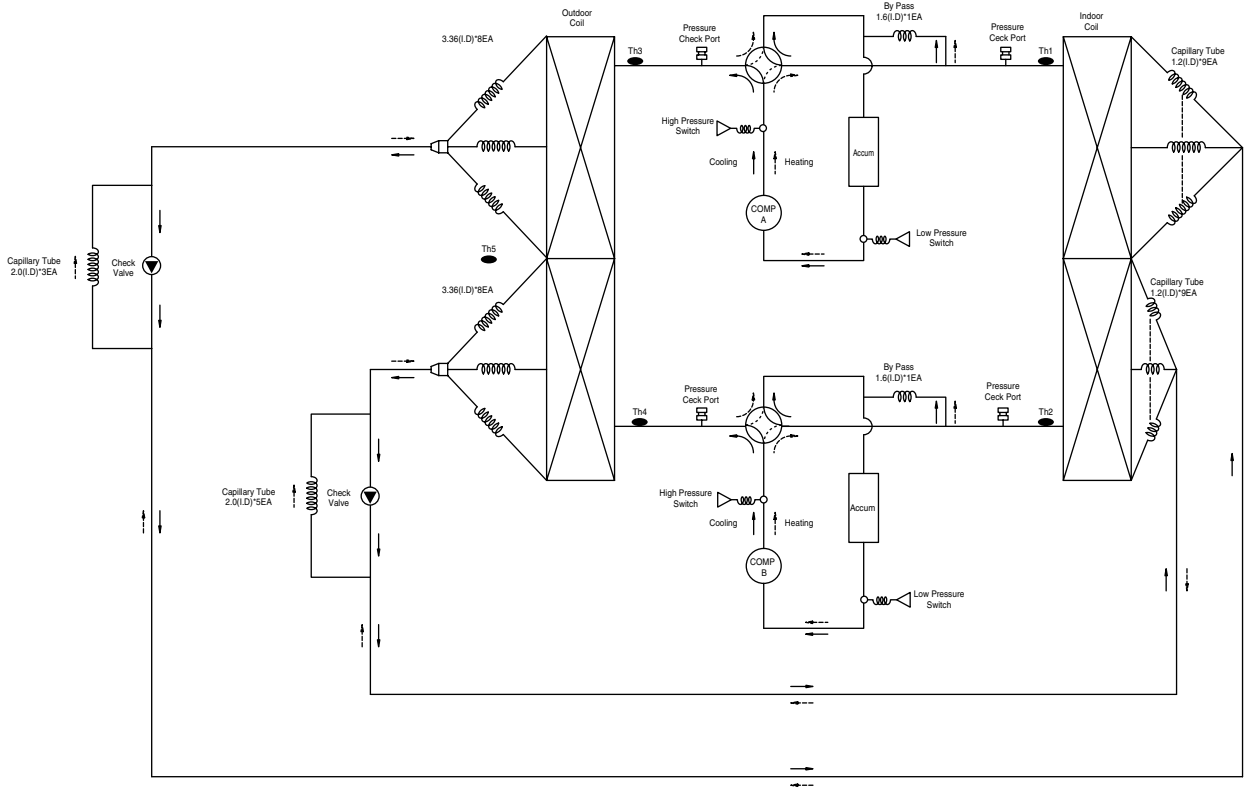 Outdoor
Coil
By Pass
1.6(I.D)*1EA
Indoor
Coil
3.36(I.D)*8EA
Th3
Pressure
Check Port
Pressure
Ceck Port
Th1
Capillary Tube
1.2(I.D)*9EA
High Pressure
Switch
Cooling
Heating
Accum
COMP
A
Low Pressure
Switch
Capillary Tube
2.0(I.D)*3EA
Check
Valve
Th5
3.36(I.D)*8EA
Capillary Tube
1.2(I.D)*9EA
By Pass
1.6(I.D)*1EA
Th4
Pressure
Ceck Port
Pressure
Ceck Port
Th2
Capillary Tube
2.0(I.D)*5EA
Check
Valve
High Pressure
Switch
Cooling
Heating
Accum
COMP
B
Low Pressure
Switch